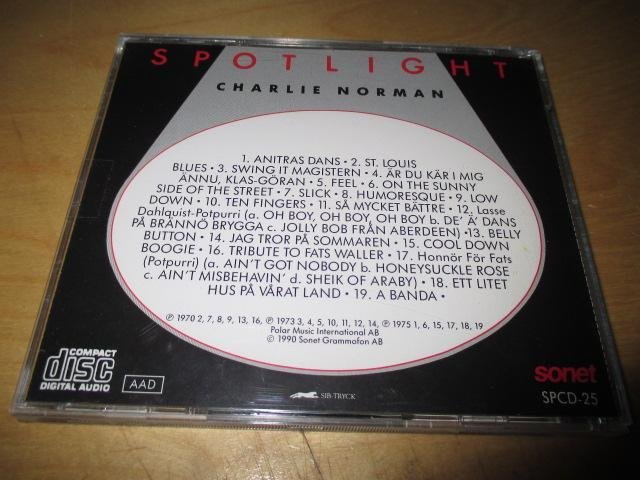 SPOTLIGHT
CHARLIE NORMAN
1. ANITRAS DANS • 2. ST. LOUIS
BLUES • 3. SWING IT MAGISTERN • 4. ÄR DU KÄR I MIG
ÄNNU, KLAS-GÖRAN • 5. FEEL • 6. ON THE SUNNY
SIDE OF THE STREET • 7. SLICK • 8. HUMORESQUE • 9. LOW
DOWN • 10. TEN FINGERS • 11. SÅ MYCKET BÄTTRE • 12. Lasse
Dahlquist-Potpurri (a. OH BOY, OH BOY, OH BOY b. DE' Ä' DANS
PÅ BRÄNNÖ BRYGGA c. JOLLY BOB FRÅN ABERDEEN) • 13. BELLY
BUTTON • 14. JAG TROR PÅ SOMMAREN • 15. COOL DOWN
BOOGIE • 16. TRIBUTE TO FATS WALLER • 17. Honnör För Fats
(Potpurri) (a. AIN'T GOT NOBODY b. HONEYSUCKLE ROSE
c. AIN'T MISBEHAVIN' d. SHEIK OF ARABY) • 18. ETT LITET
HUS PÅ VÅRAT LAND • 19. A BANDA •
℗ 1970 2, 7, 8, 9, 13, 16, ℗ 1973 3, 4, 5, 10, 11, 12, 14, ℗ 1975 1, 6, 15, 17, 18, 19
Polar Music International AB
© 1990 Sonet Grammofon AB
COMPACT
disc
DIGITAL AUDIO
AAD
SIB-TRYCK
sonet
SPCD-25